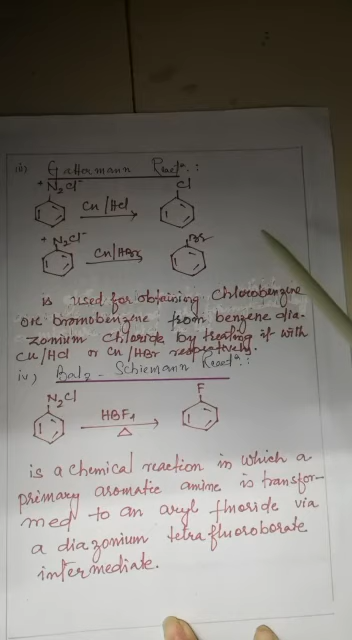 iii) Gattermann Reactn.:
+N2Cl- Cl
Cu/HCl
+N2Cl- Br
Cu/HBr
is used for obtaining Chlorobenzene
or bromobenzene from benzene dia-
zonium chloride by treating it with
Cu/HCl or Cu/HBr respectively.
iv) Balz-Schiemann Reactn.:
N2Cl F
HBF4
Δ
is a chemical reaction in which a
primary aromatic amine is transfor-
med to an aryl fluoride via
a diazonium tetrafluoroborate
intermediate.